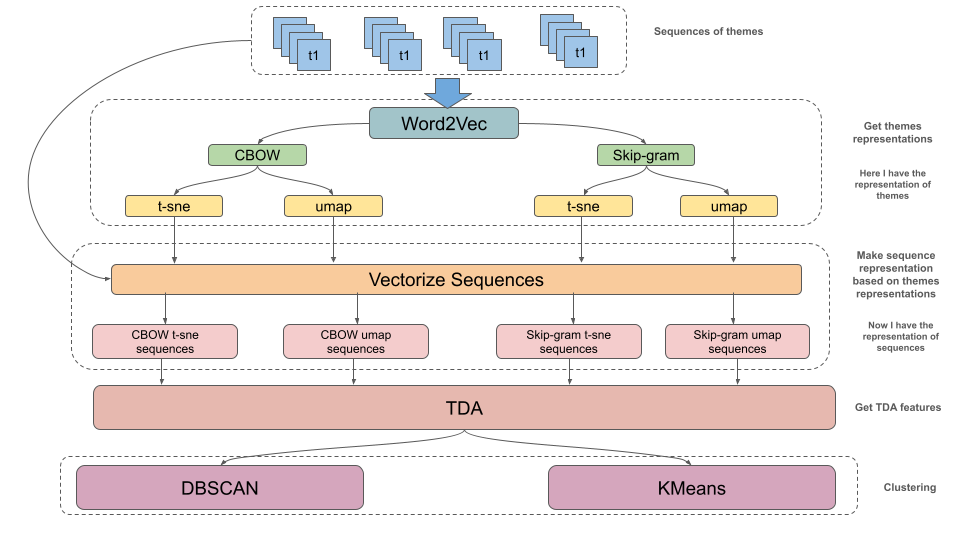 t1 t1 t1 t1
Sequences of themes
Word2Vec
Get themes
representations
CBOW
Skip-gram
Here I have the
representation of
themes
t-sne
umap
t-sne
umap
Vectorize Sequences
Make sequence
representation
based on themes
representations
CBOW t-sne
sequences
CBOW umap
sequences
Skip-gram t-sne
sequences
Skip-gram umap
sequences
Now I have the
representation of
sequences
TDA
Get TDA features
DBSCAN
KMeans
Clustering